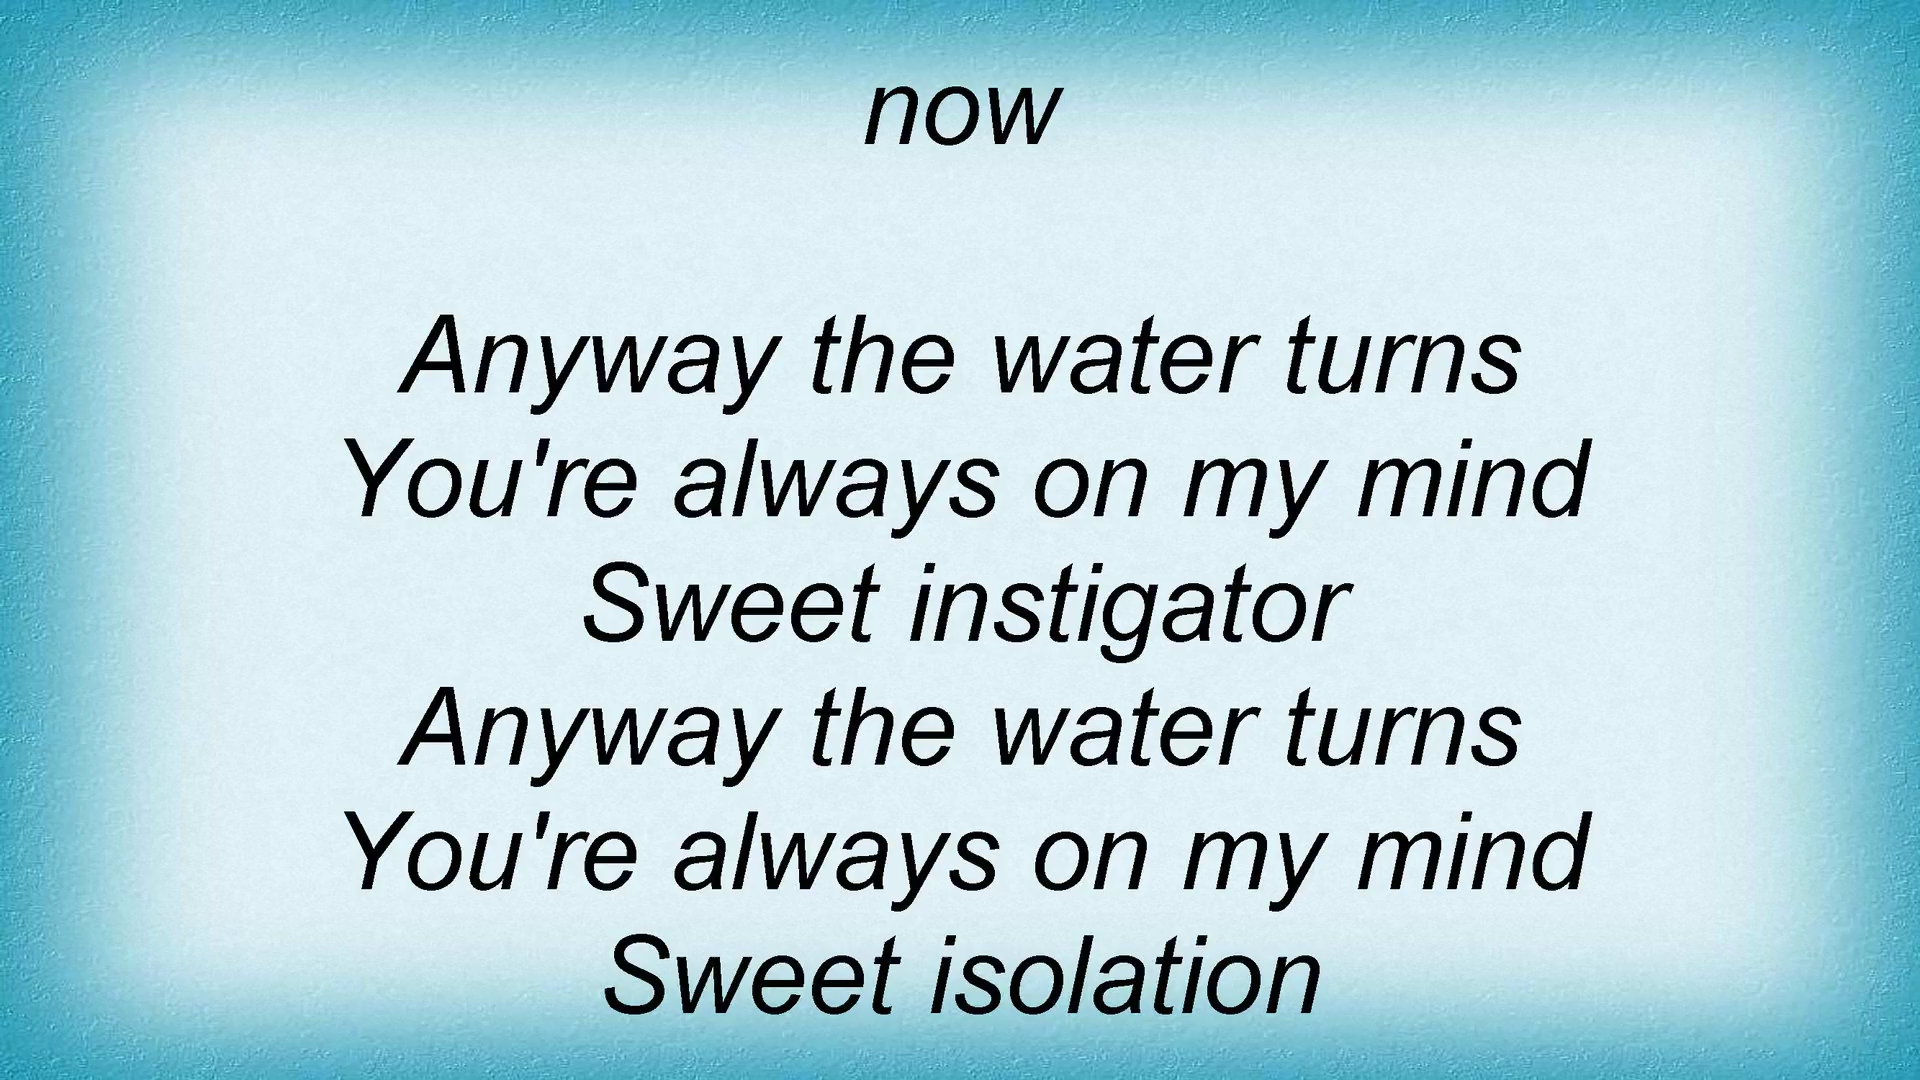 now
Anyway the water turns
You're always on my mind
Sweet instigator
Anyway the water turns
You're always on my mind
Sweet isolation